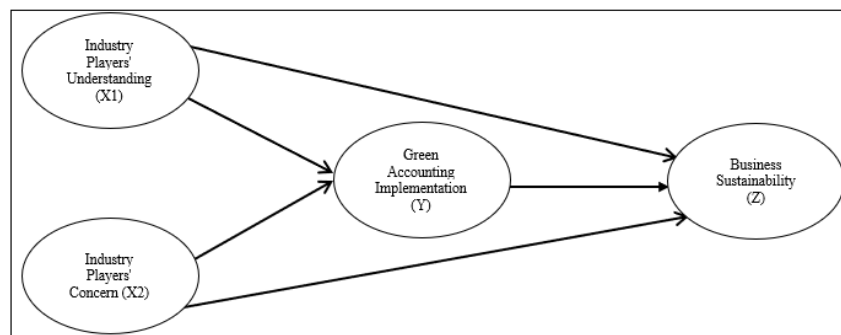 Industry
Players'
Understanding
(X1)
Green
Accounting
Implementation
(Y)
Business
Sustainability
(Z)
Industry
Players'
Concern (X2)